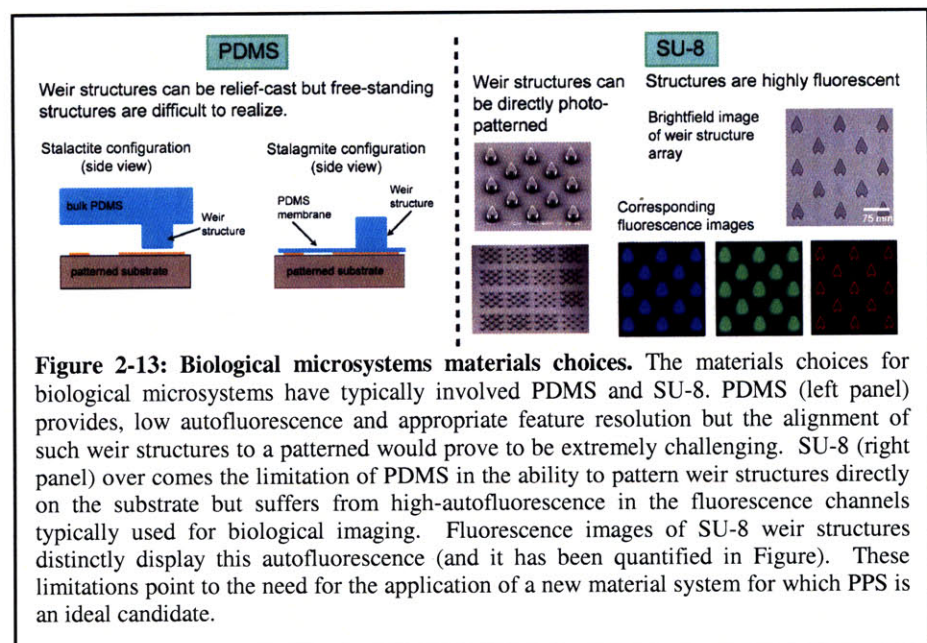 PDMS
Weir structures can be relief-cast but free-standing
structures are difficult to realize.
Stalactite configuration
(side view)
bulk PDMS
Weir
structure
patterned substrate
Stalagmite configuration
(side view)
PDMS
membrane
Weir
structure
patterned substrate
SU-8
Weir structures can
be directly photo-
patterned
Structures are highly fluorescent
Brightfield image
of weir structure
array
75 mm
Corresponding
fluorescence images
Figure 2-13: Biological microsystems materials choices. The materials choices for
biological microsystems have typically involved PDMS and SU-8. PDMS (left panel)
provides, low autofluorescence and appropriate feature resolution but the alignment of
such weir structures to a patterned would prove to be extremely challenging. SU-8 (right
panel) over comes the limitation of PDMS in the ability to pattern weir structures directly
on the substrate but suffers from high-autofluorescence in the fluorescence channels
typically used for biological imaging. Fluorescence images of SU-8 weir structures
distinctly display this autofluorescence (and it has been quantified in Figure). These
limitations point to the need for the application of a new material system for which PPS is
an ideal candidate.